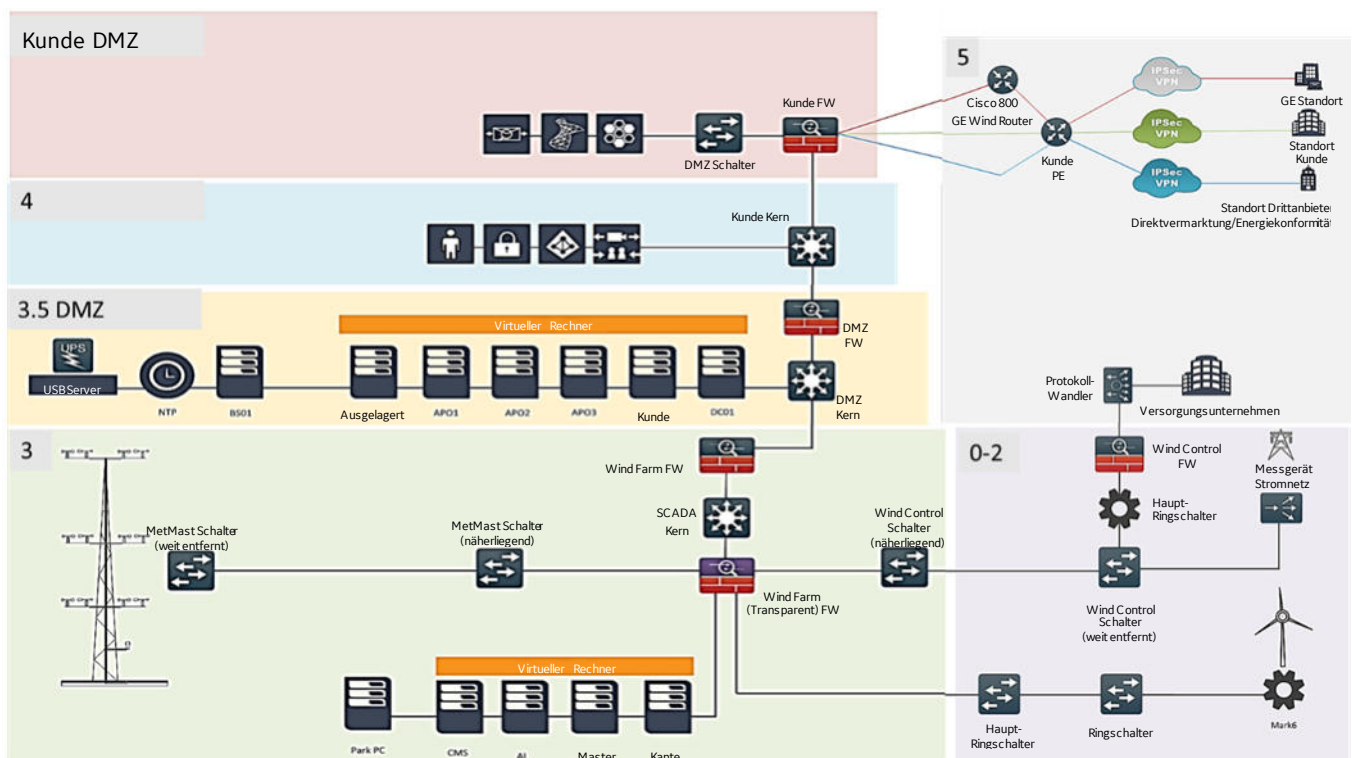 Kunde DMZ
5
Kunde FW
DMZ Schalter
Cisco 800
GE Wind Router
Kunde
PE
IPSec
VPN
GE Standort
IPSec
VPN
Standort
Kunde
IPSec
VPN
Standort Drittanbieter
Direktvermarktung/Energiekonformität
4
Kunde Kern
3.5 DMZ
Virtueller Rechner
DMZ
FW
UPS
USB Server
NTP
BS01
Ausgelagert
APO1
APO2
APO3
Kunde
DC01
DMZ
Kern
Protokoll-
Wandler
Versorgungsunternehmen
3
Wind Farm FW
SCADA
Kern
MetMast Schalter
(weit entfernt)
MetMast Schalter
(näherliegend)
Wind Control
Schalter
(näherliegend)
Wind Farm
(Transparent) FW
Virtueller Rechner
Park PC
CMS
AI
Master
Kante
0-2
Wind Control
FW
Messgerät
Stromnetz
Haupt-
Ringschalter
Wind Control
Schalter
(weit entfernt)
Haupt-
Ringschalter
Ringschalter
Mark6